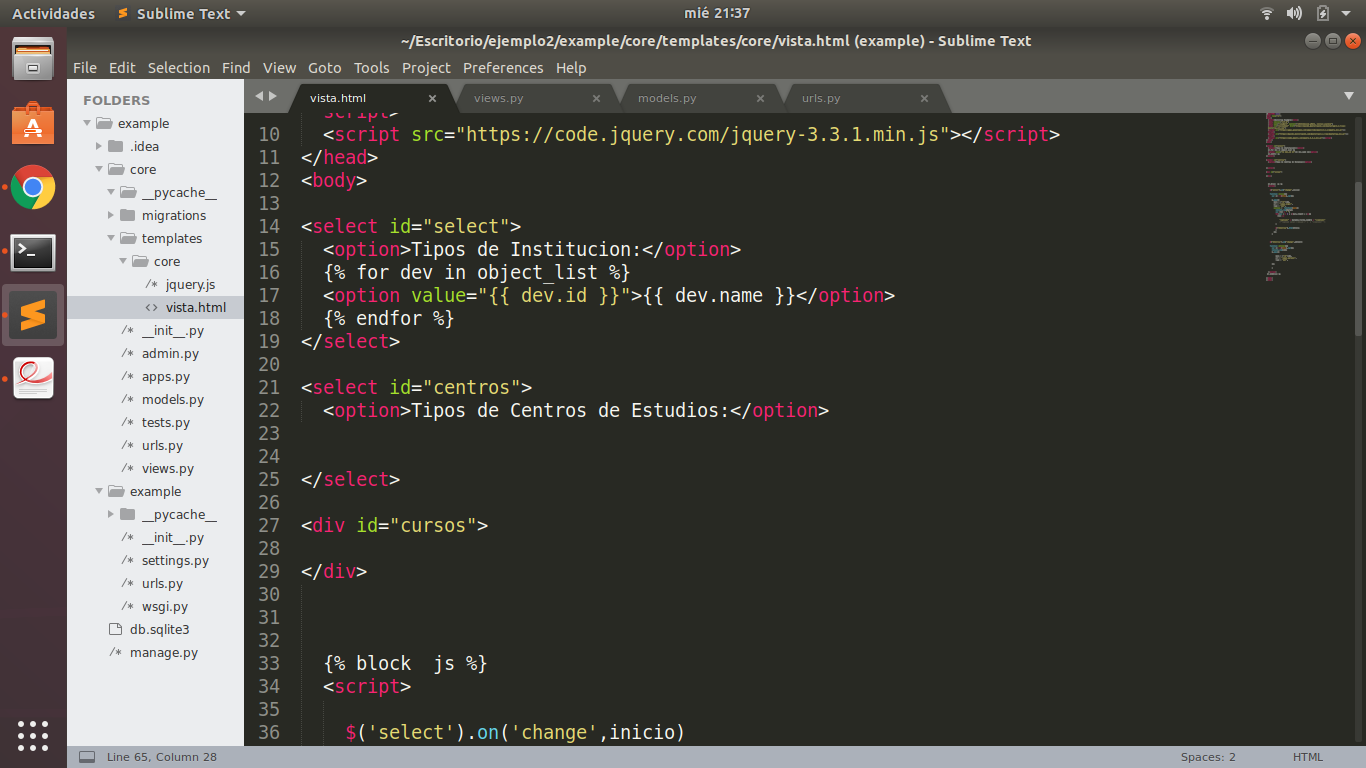 Actividades
Sublime Text
mié 21:37
~/Escritorio/ejemplo2/example/core/templates/core/vista.html (example) - Sublime Text
File Edit Selection Find View Goto Tools Project Preferences Help
FOLDERS
example
.idea
core
__pycache__
migrations
templates
core
/* jquery.js
<> vista.html
/* __init__.py
/* admin.py
/* apps.py
/* models.py
/* tests.py
/* urls.py
/* views.py
example
__pycache__
/* __init__.py
/* settings.py
/* urls.py
/* wsgi.py
db.sqlite3
/* manage.py
vista.html × views.py × models.py × urls.py ×
script>
10 <script src="https://code.jquery.com/jquery-3.3.1.min.js"></script>
11 </head>
12 <body>
13
14 <select id="select">
15 <option>Tipos de Institucion:</option>
16 {% for dev in object_list %}
17 <option value="{{ dev.id }}">{{ dev.name }}</option>
18 {% endfor %}
19 </select>
20
21 <select id="centros">
22 <option>Tipos de Centros de Estudios:</option>
23
24
25 </select>
26
27 <div id="cursos">
28
29 </div>
30
31
32
33 {% block  js %}
34 <script>
35
36 $('select').on('change',inicio)
Line 65, Column 28
Spaces: 2
HTML